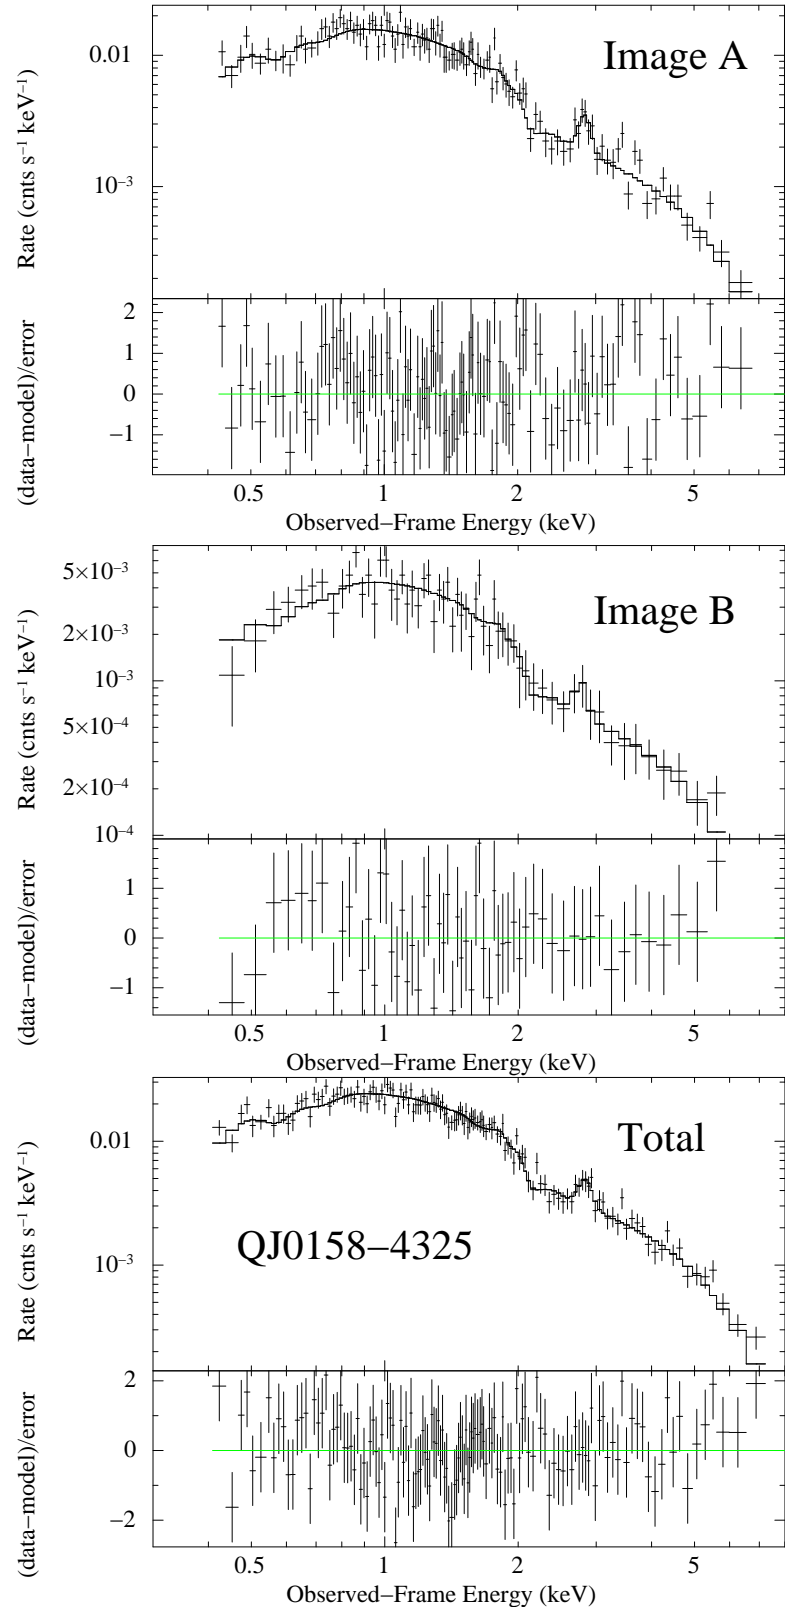 Image A
Rate (cnts s⁻¹ keV⁻¹)
0.01
10⁻³
(data−model)/error
2
1
0
−1
0.5 1 2 5
Observed−Frame Energy (keV)
Image B
Rate (cnts s⁻¹ keV⁻¹)
5×10⁻³
2×10⁻³
10⁻³
5×10⁻⁴
2×10⁻⁴
10⁻⁴
(data−model)/error
1
0
−1
0.5 1 2 5
Observed−Frame Energy (keV)
Total
QJ0158−4325
Rate (cnts s⁻¹ keV⁻¹)
0.01
10⁻³
(data−model)/error
2
0
−2
0.5 1 2 5
Observed−Frame Energy (keV)